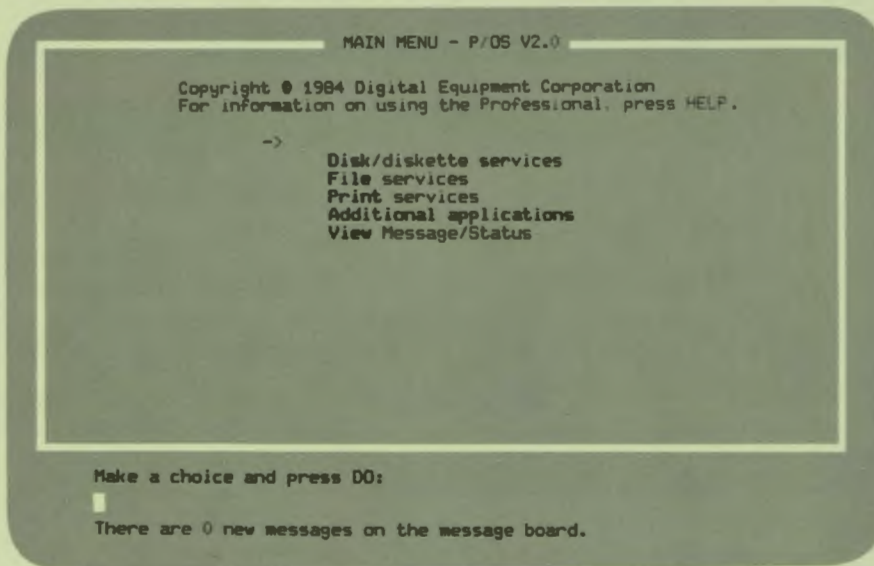 MAIN MENU - P/OS V2.0
Copyright © 1984 Digital Equipment Corporation
For information on using the Professional, press HELP.
->
Disk/diskette services
File services
Print services
Additional applications
View Message/Status
Make a choice and press DO:
There are 0 new messages on the message board.